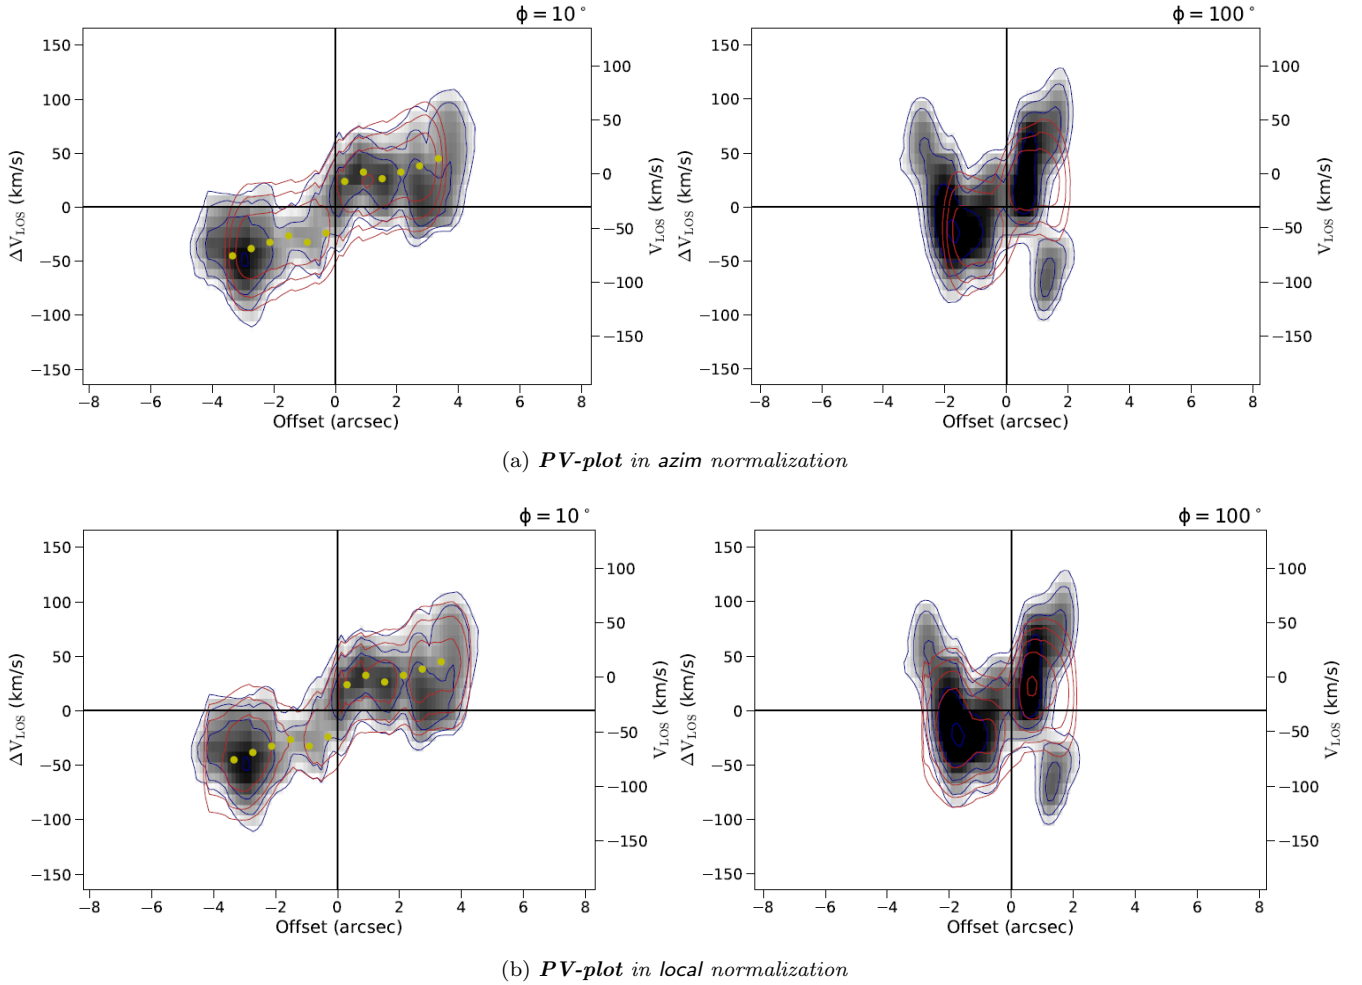 ϕ = 10°
ϕ = 100°
150
100
50
0
−50
−100
−150
ΔV_LOS (km/s)
100
50
0
−50
−100
−150
V_LOS (km/s)
−8 −6 −4 −2 0 2 4 6 8
Offset (arcsec)
150
100
50
0
−50
−100
−150
ΔV_LOS (km/s)
100
50
0
−50
−100
−150
V_LOS (km/s)
−8 −6 −4 −2 0 2 4 6 8
Offset (arcsec)
(a) PV-plot in azim normalization
ϕ = 10°
ϕ = 100°
150
100
50
0
−50
−100
−150
ΔV_LOS (km/s)
100
50
0
−50
−100
−150
V_LOS (km/s)
−8 −6 −4 −2 0 2 4 6 8
Offset (arcsec)
150
100
50
0
−50
−100
−150
ΔV_LOS (km/s)
100
50
0
−50
−100
−150
V_LOS (km/s)
−8 −6 −4 −2 0 2 4 6 8
Offset (arcsec)
(b) PV-plot in local normalization